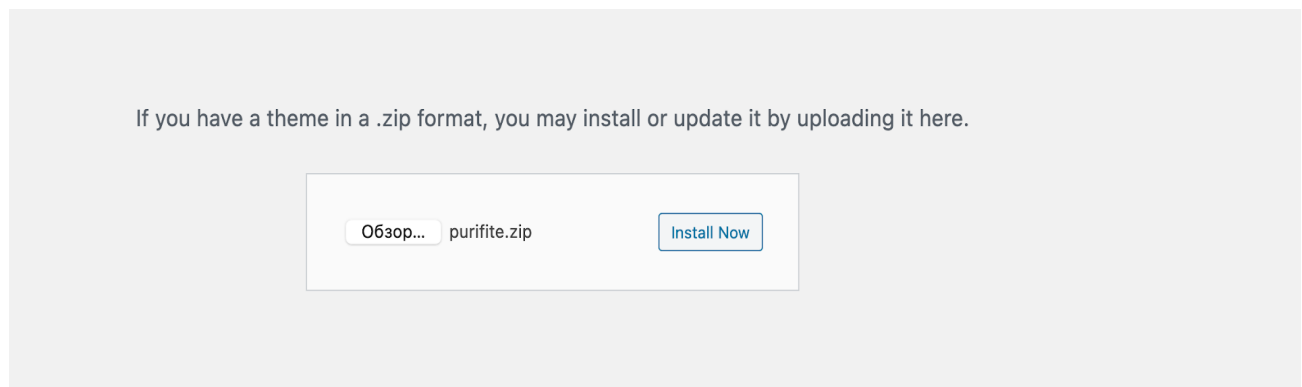 If you have a theme in a .zip format, you may install or update it by uploading it here.
Обзор... purifite.zip Install Now